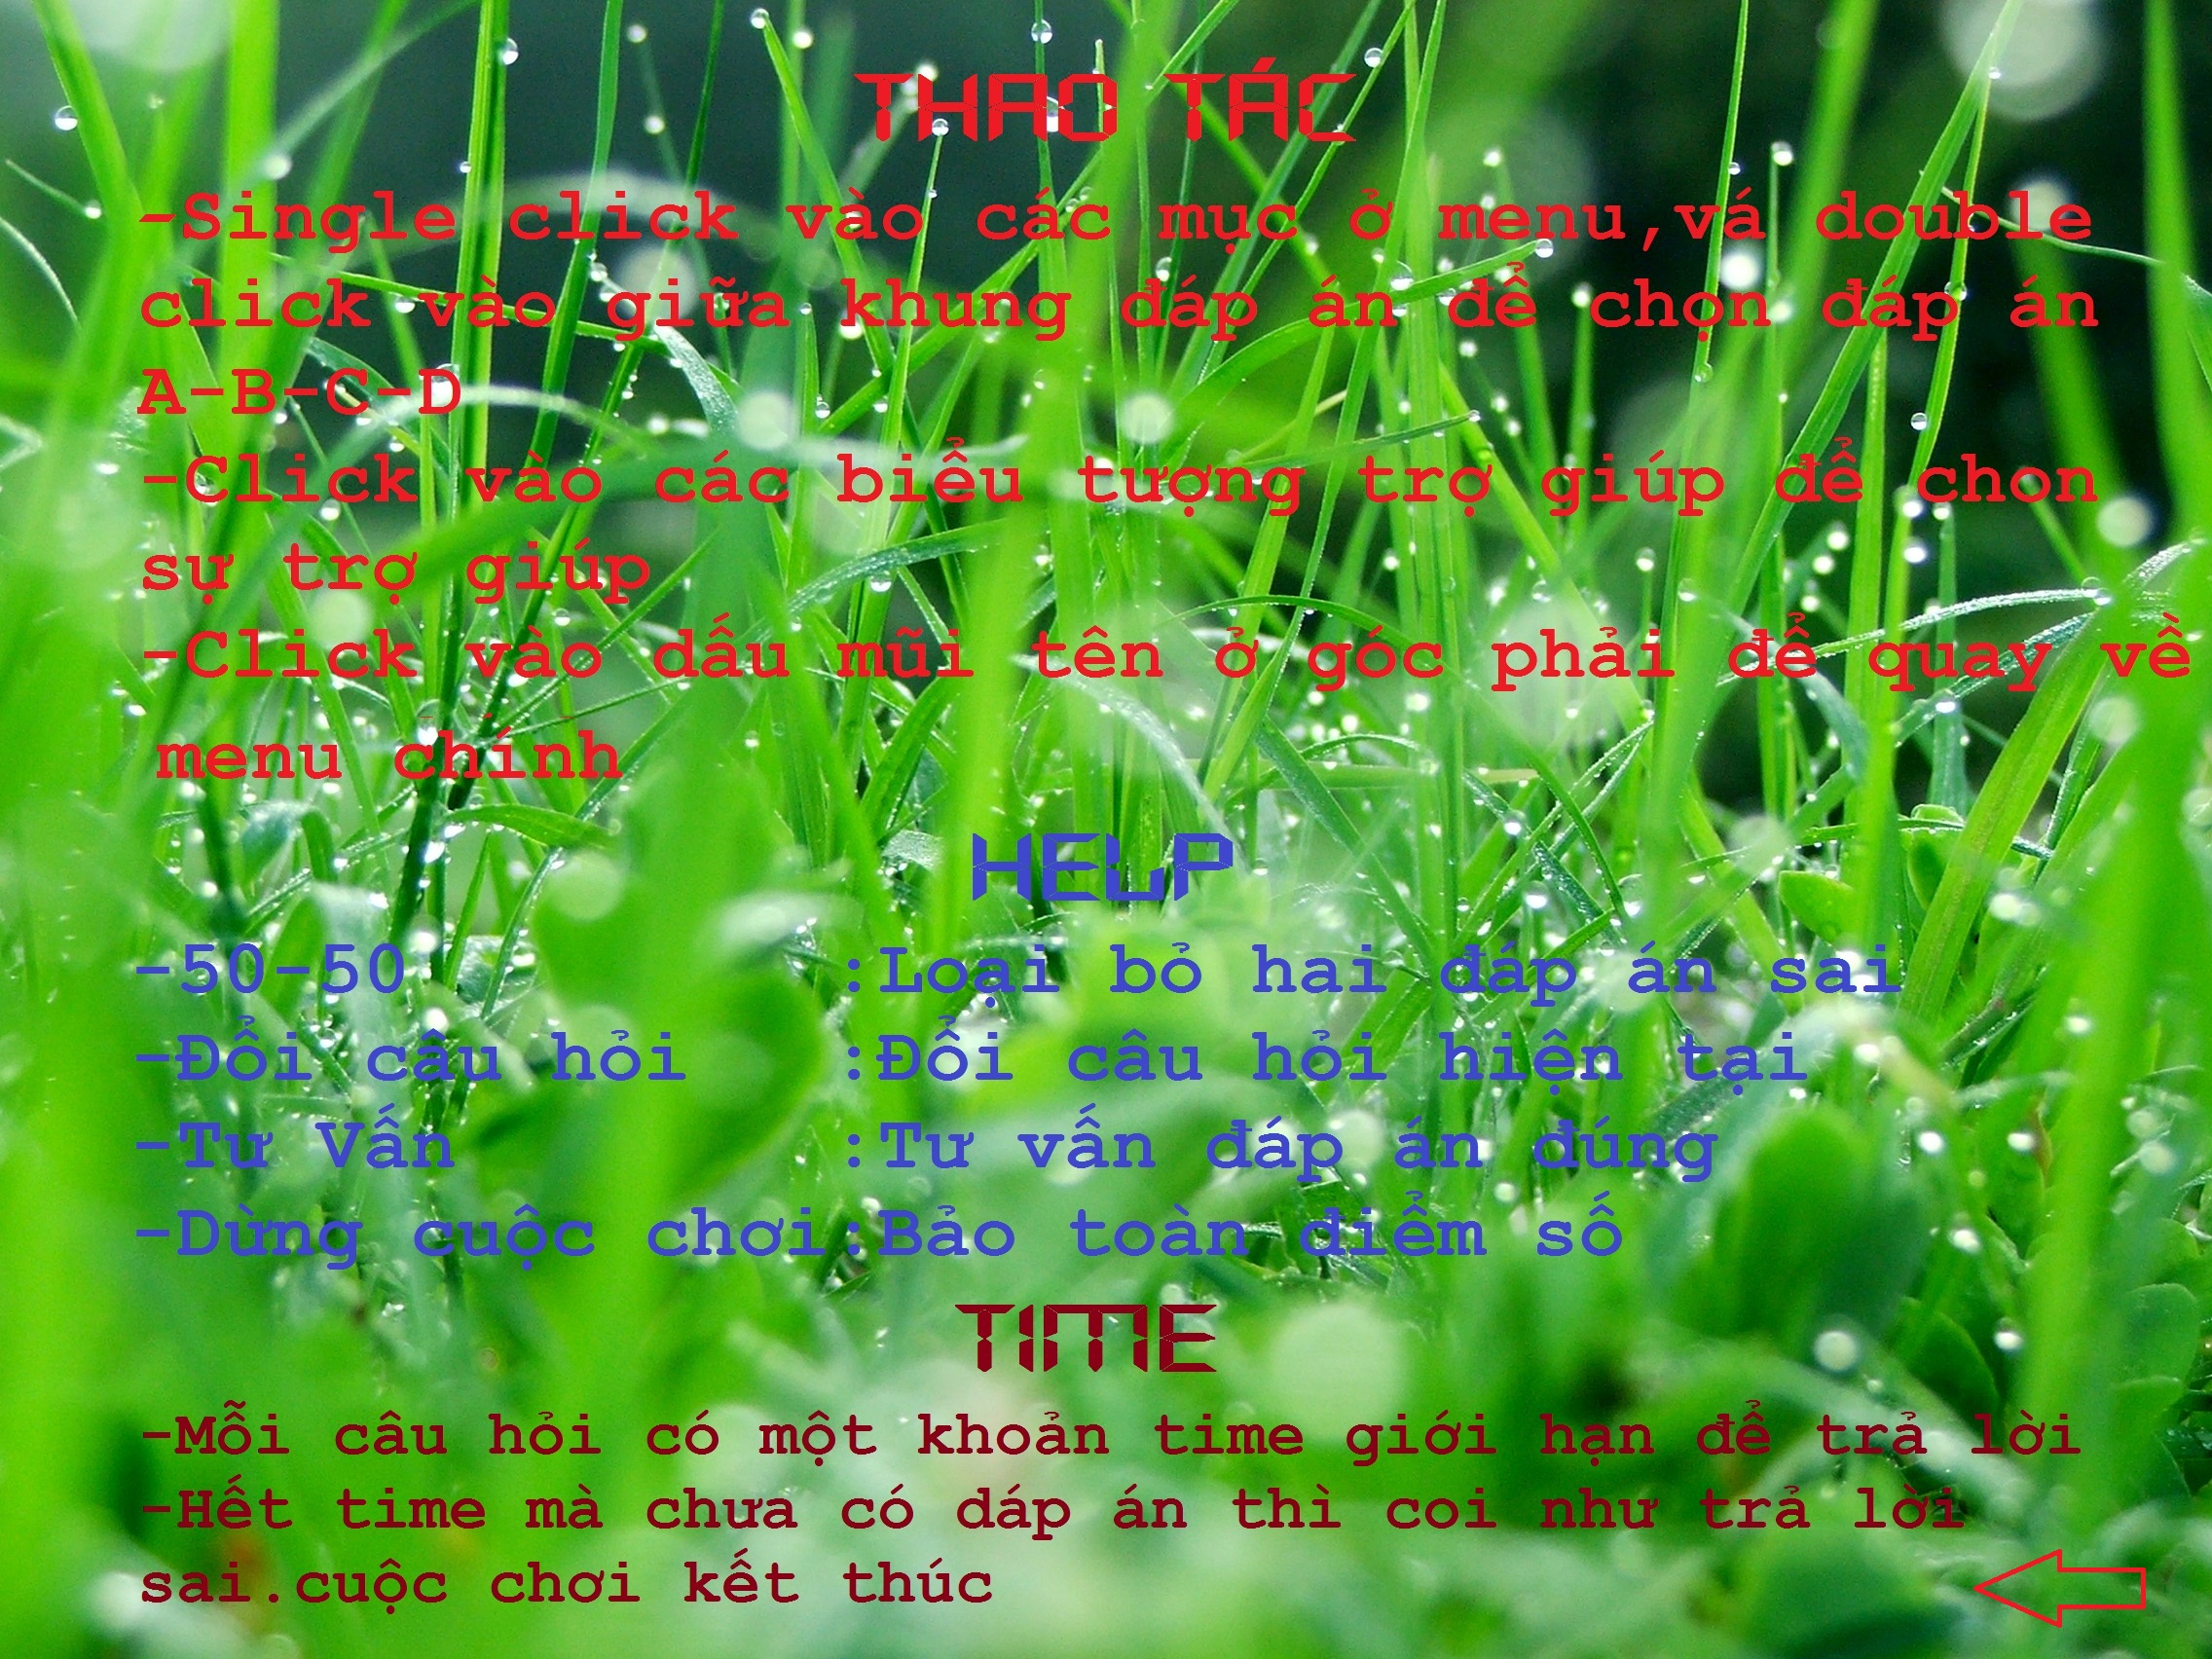 THAO TÁC
-Single click vào các mục ở menu,vá double
click vào giữa khung đáp án để chọn đáp án
A-B-C-D
-Click vào các biểu tượng trợ giúp để chon
sự trợ giúp
-Click vào dấu mũi tên ở góc phải để quay về
menu chính
HELP
-50-50 :Loại bỏ hai đáp án sai
-Đổi câu hỏi :Đổi câu hỏi hiện tại
-Tư Vấn :Tư vấn đáp án đúng
-Dừng cuộc chơi:Bảo toàn điểm số
TIME
-Mỗi câu hỏi có một khoản time giới hạn để trả lời
-Hết time mà chưa có dáp án thì coi như trả lời
sai.cuộc chơi kết thúc